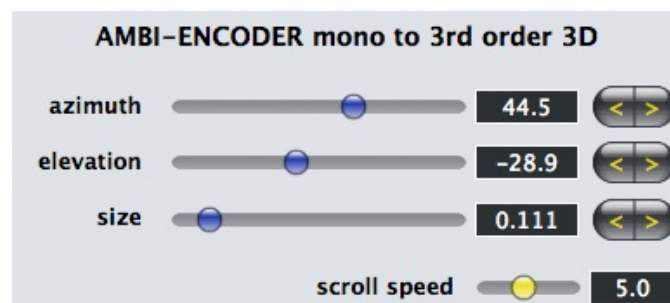 AMBI-ENCODER mono to 3rd order 3D
azimuth 44.5 < >
elevation -28.9 < >
size 0.111 < >
scroll speed 5.0